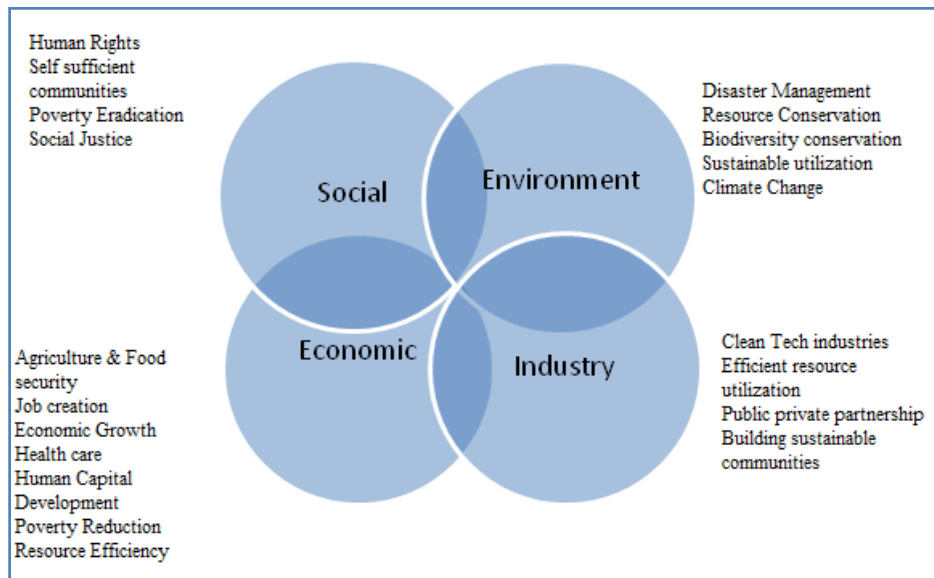 Human Rights
Self sufficient
communities
Poverty Eradication
Social Justice
Disaster Management
Resource Conservation
Biodiversity conservation
Sustainable utilization
Climate Change
Social
Environment
Economic
Industry
Agriculture & Food
security
Job creation
Economic Growth
Health care
Human Capital
Development
Poverty Reduction
Resource Efficiency
Clean Tech industries
Efficient resource
utilization
Public private partnership
Building sustainable
communities